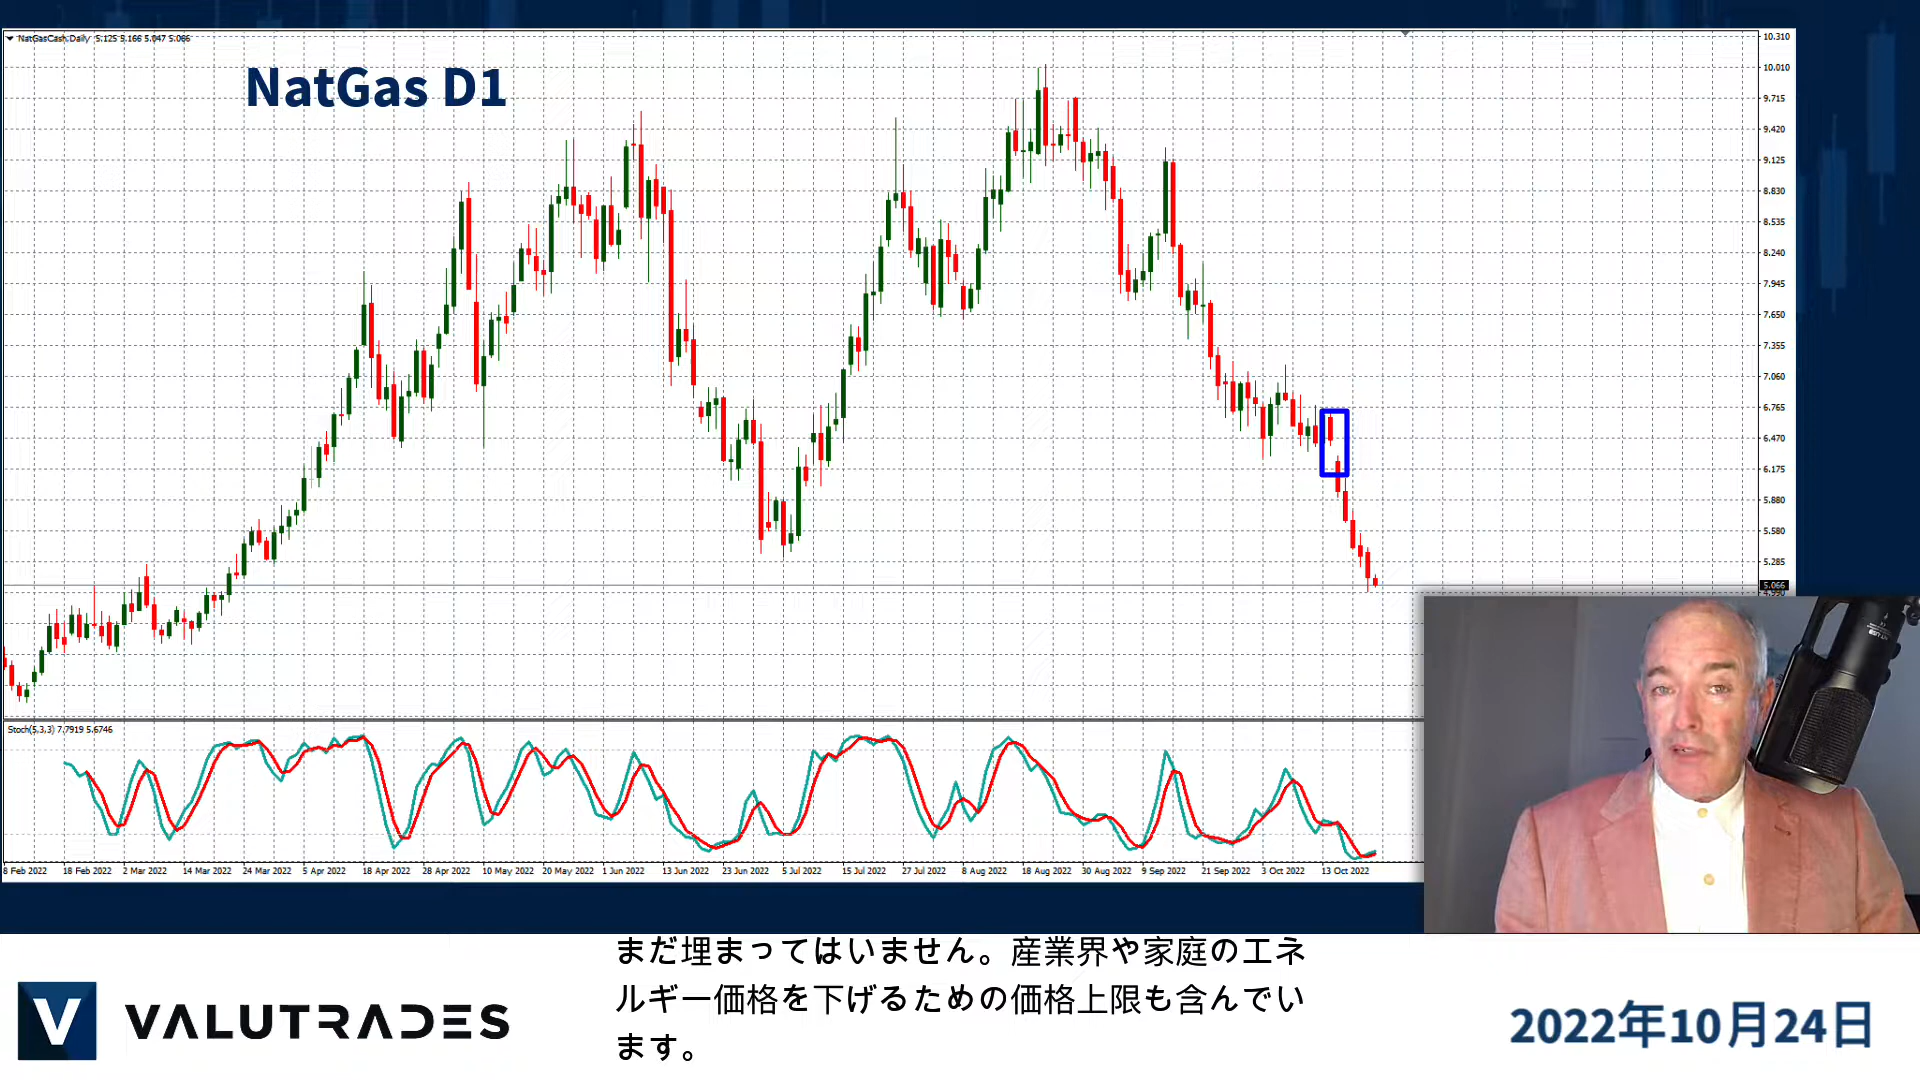 NatGasCash,Daily 5.125 5.166 5.047 5.066
NatGas D1
10.310
10.010
9.715
9.420
9.125
8.830
8.535
8.240
7.945
7.650
7.355
7.060
6.765
6.470
6.175
5.880
5.580
5.285
5.066
4.990
Stoch(5,3,3) 7.7919 5.6746
8 Feb 2022 18 Feb 2022 2 Mar 2022 14 Mar 2022 24 Mar 2022 5 Apr 2022 18 Apr 2022 28 Apr 2022 10 May 2022 20 May 2022 1 Jun 2022 13 Jun 2022 23 Jun 2022 5 Jul 2022 15 Jul 2022 27 Jul 2022 8 Aug 2022 18 Aug 2022 30 Aug 2022 9 Sep 2022 21 Sep 2022 3 Oct 2022 13 Oct 2022
まだ埋まってはいません。産業界や家庭のエネ
ルギー価格を下げるための価格上限も含んでい
ます。
V VALUTRADES
2022年10月24日